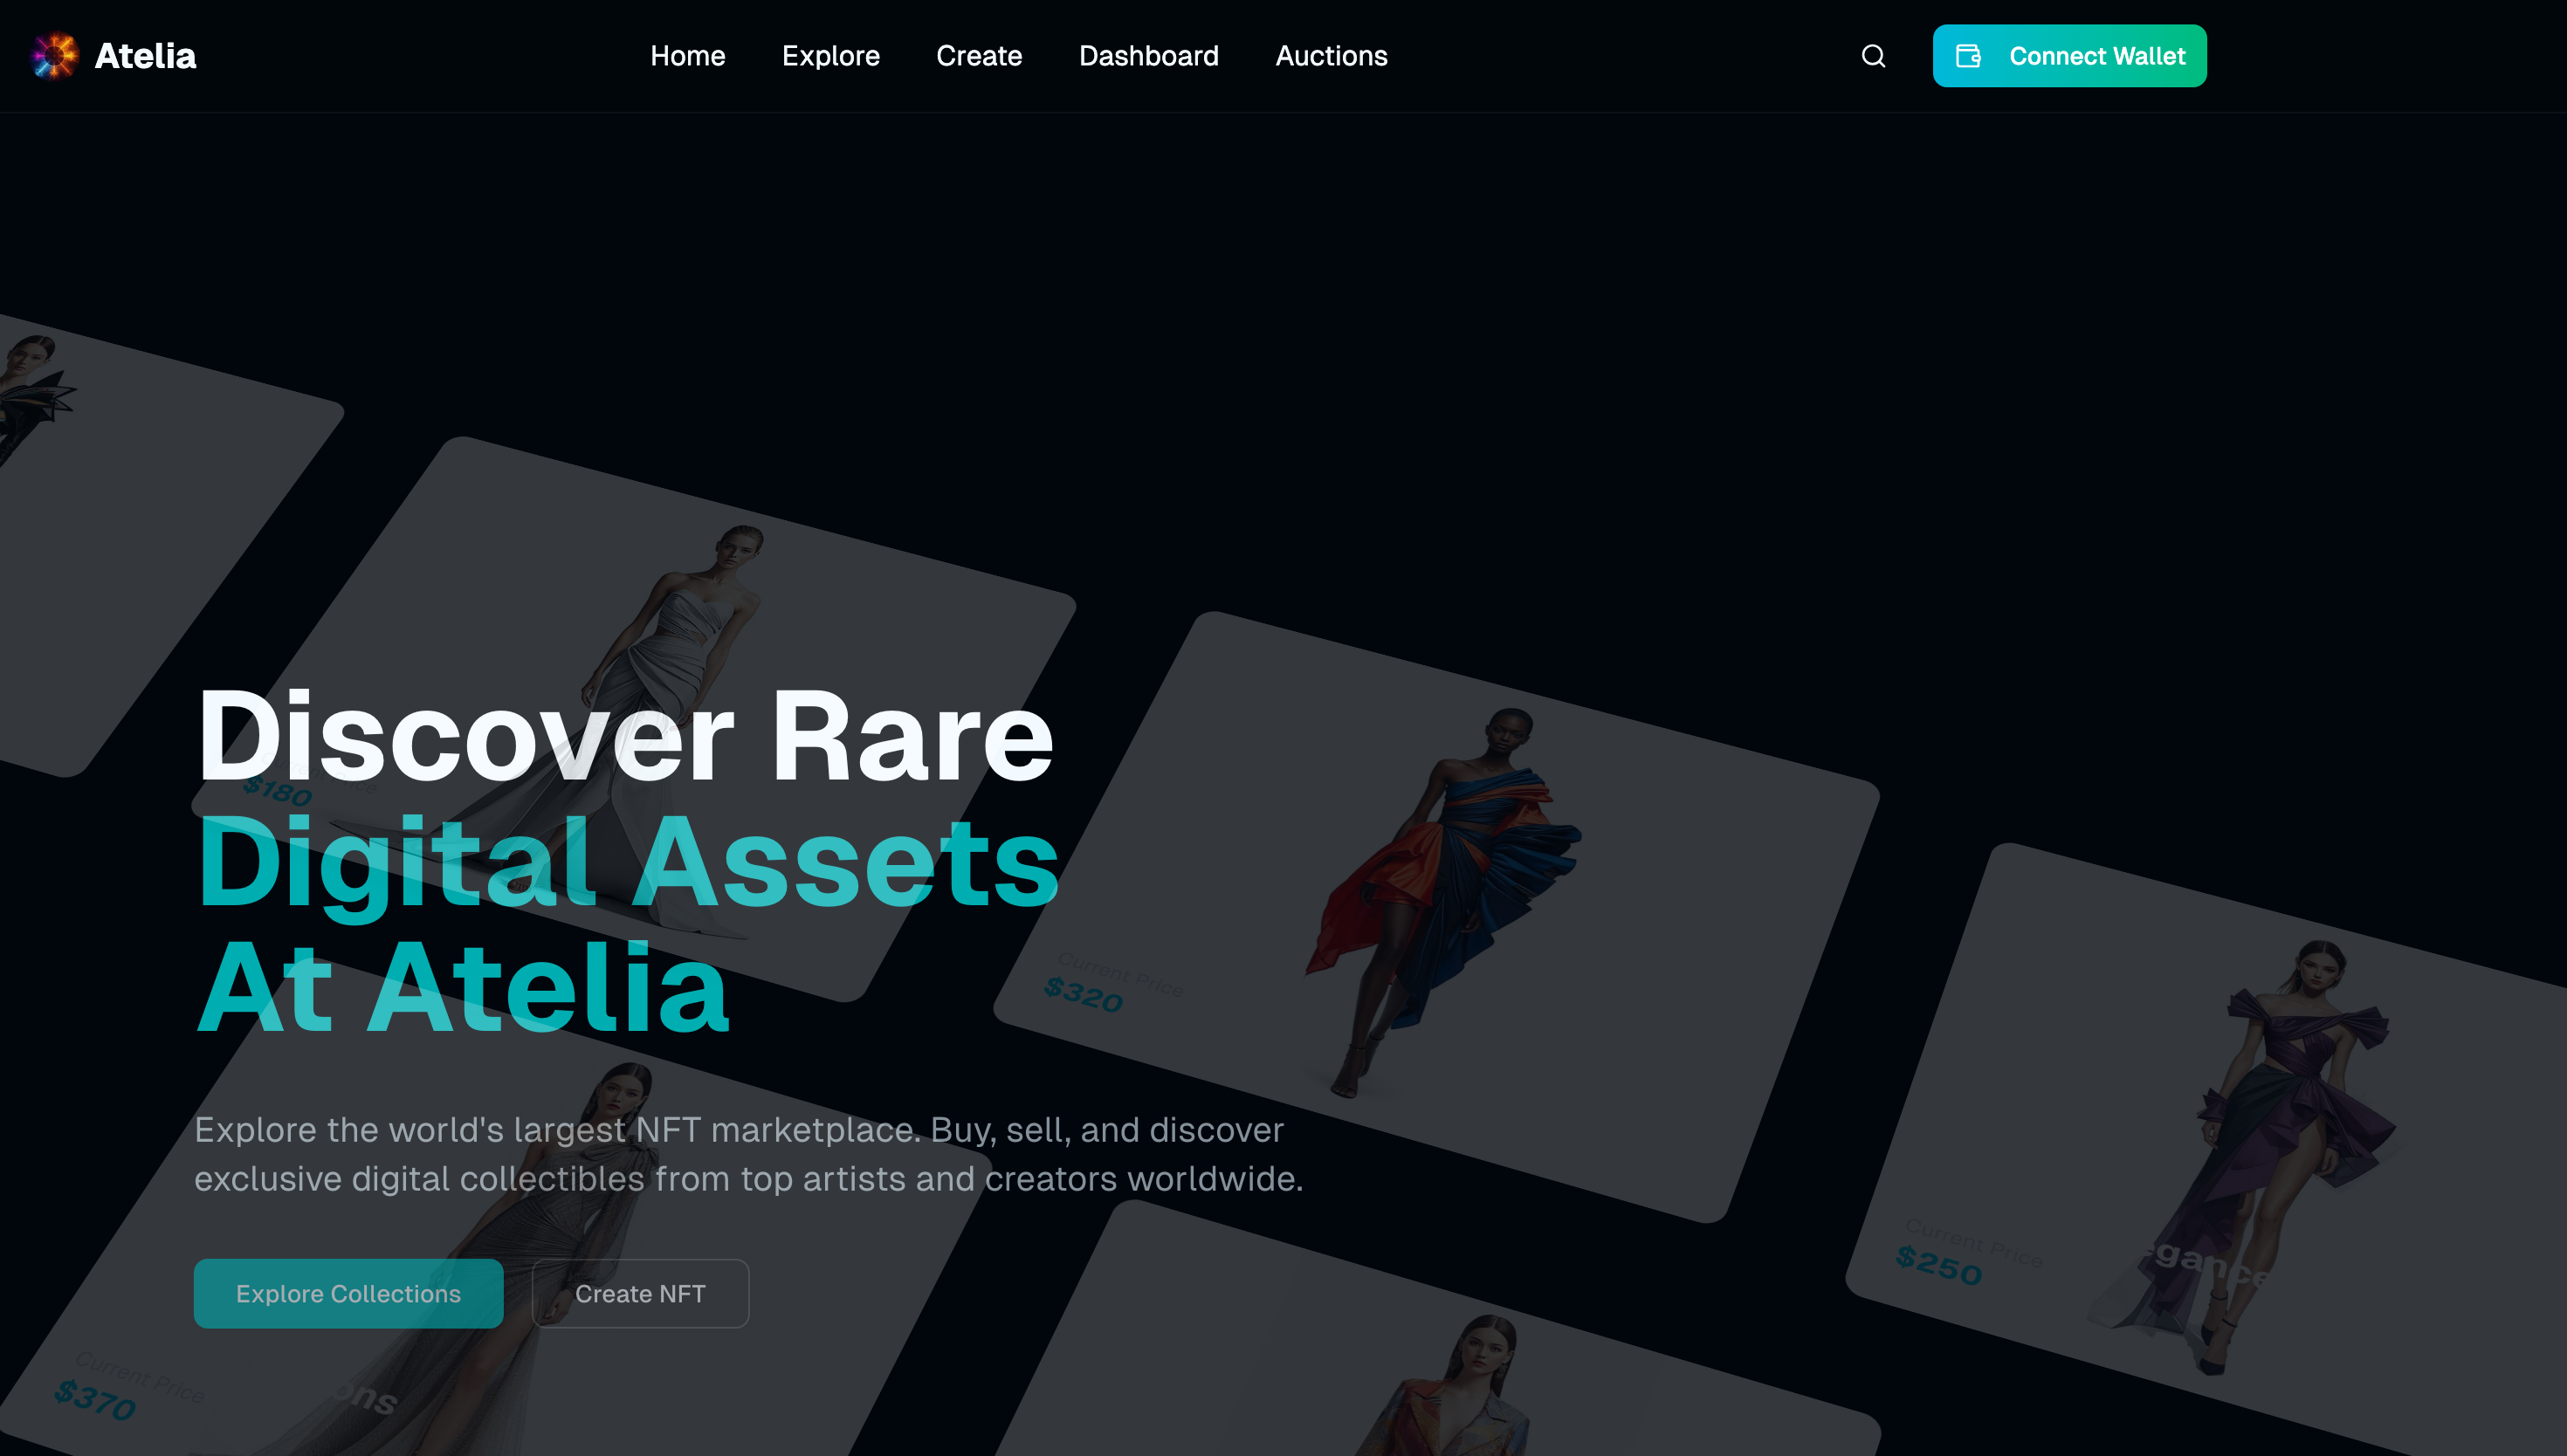 Atelia
Home Explore Create Dashboard Auctions
Connect Wallet
Discover Rare
Current Price
$180
Digital Assets
At Atelia
Current Price
$320
Explore the world's largest NFT marketplace. Buy, sell, and discover
exclusive digital collectibles from top artists and creators worldwide.
Current Price
$250
Explore Collections
Create NFT
Current Price
$370